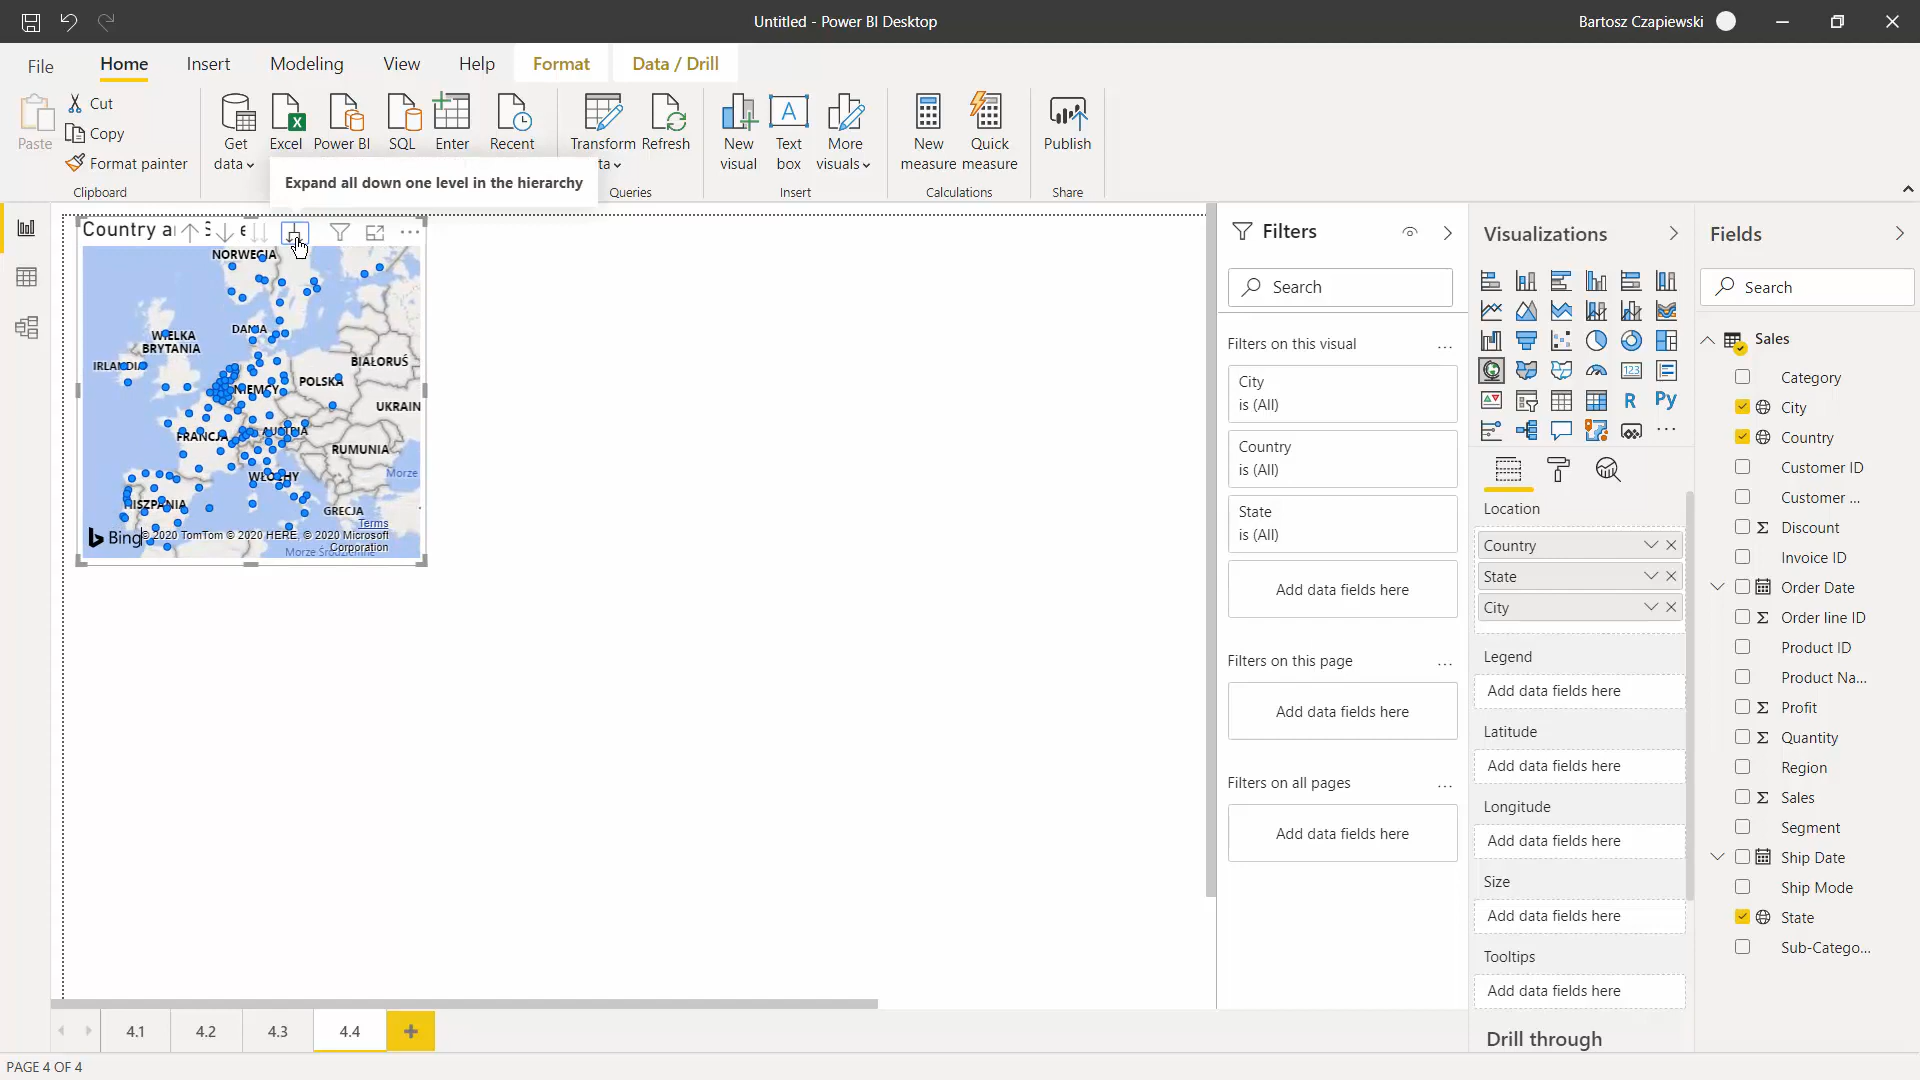 Untitled - Power BI Desktop
Bartosz Czapiewski
File
Home
Insert
Modeling
View
Help
Format
Data / Drill
Paste
Cut
Copy
Format painter
Clipboard
Get
data
Excel
Power BI
SQL
Enter
Recent
Transform
ta
Refresh
Queries
New
visual
Text
box
More
visuals
Insert
New
measure
Quick
measure
Calculations
Publish
Share
Expand all down one level in the hierarchy
Country a
NORWEGIA
DANIA
WIELKA
BRYTANIA
IRLANDIA
BIAŁORUŚ
POLSKA
NIEMCY
UKRAIN
FRANCJA
AUSTRIA
RUMUNIA
WŁOCHY
Morze
HISZPANIA
GRECJA
Terms
Bing
© 2020 TomTom © 2020 HERE, © 2020 Microsoft
Corporation
Morze Śródziemne
Filters
Search
Filters on this visual
...
City
is (All)
Country
is (All)
State
is (All)
Add data fields here
Filters on this page
...
Add data fields here
Filters on all pages
...
Add data fields here
Visualizations
123
R
Py
...
Location
Country
State
City
Legend
Add data fields here
Latitude
Add data fields here
Longitude
Add data fields here
Size
Add data fields here
Tooltips
Add data fields here
Drill through
Fields
Search
Sales
Category
City
Country
Customer ID
Customer ...
Σ Discount
Invoice ID
Order Date
Σ Order line ID
Product ID
Product Na...
Σ Profit
Σ Quantity
Region
Σ Sales
Segment
Ship Date
Ship Mode
State
Sub-Catego...
4.1
4.2
4.3
4.4
+
PAGE 4 OF 4